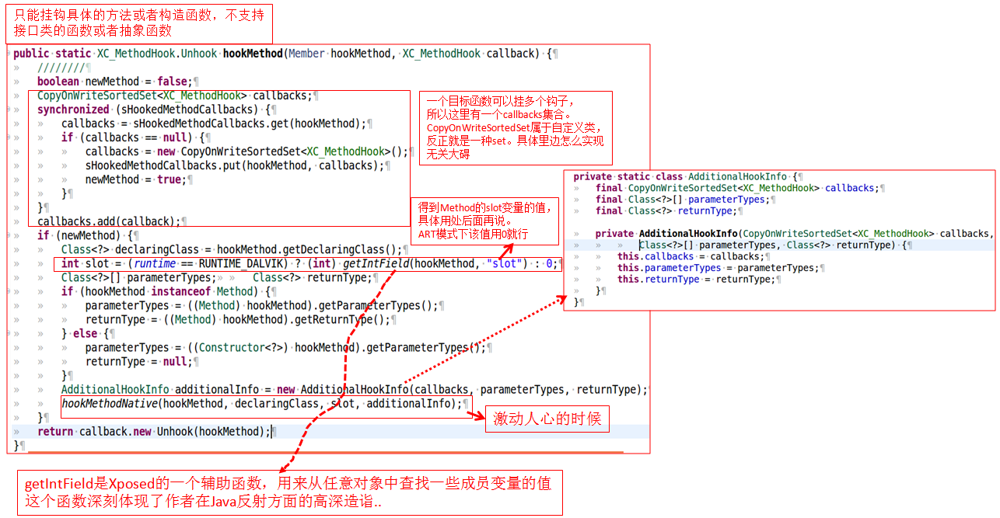 只能挂钩具体的方法或者构造函数，不支持
接口类的函数或者抽象函数
public static XC_MethodHook.Unhook hookMethod(Member hookMethod, XC_MethodHook callback) {
////////
boolean newMethod = false;
CopyOnWriteSortedSet<XC_MethodHook> callbacks;
synchronized (sHookedMethodCallbacks) {
callbacks = sHookedMethodCallbacks.get(hookMethod);
if (callbacks == null) {
callbacks = new CopyOnWriteSortedSet<XC_MethodHook>();
sHookedMethodCallbacks.put(hookMethod, callbacks);
newMethod = true;
}
}
callbacks.add(callback);
if (newMethod) {
Class<?> declaringClass = hookMethod.getDeclaringClass();
int slot = (runtime == RUNTIME_DALVIK) ? (int) getIntField(hookMethod, "slot") : 0;
Class<?>[] parameterTypes; Class<?> returnType;
if (hookMethod instanceof Method) {
parameterTypes = ((Method) hookMethod).getParameterTypes();
returnType = ((Method) hookMethod).getReturnType();
} else {
parameterTypes = ((Constructor<?>) hookMethod).getParameterTypes();
returnType = null;
}
AdditionalHookInfo additionalInfo = new AdditionalHookInfo(callbacks, parameterTypes, returnType);
hookMethodNative(hookMethod, declaringClass, slot, additionalInfo);
}
return callback.new Unhook(hookMethod);
}
一个目标函数可以挂多个钩子，
所以这里有一个callbacks集合。
CopyOnWriteSortedSet属于自定义类，
反正就是一种set。具体里边怎么实现
无关大碍
得到Method的slot变量的值，
具体用处后面再说。
ART模式下该值用0就行
private static class AdditionalHookInfo {
final CopyOnWriteSortedSet<XC_MethodHook> callbacks;
final Class<?>[] parameterTypes;
final Class<?> returnType;
private AdditionalHookInfo(CopyOnWriteSortedSet<XC_MethodHook> callbacks,
Class<?>[] parameterTypes, Class<?> returnType) {
this.callbacks = callbacks;
this.parameterTypes = parameterTypes;
this.returnType = returnType;
}
}
激动人心的时候
getIntField是Xposed的一个辅助函数，用来从任意对象中查找一些成员变量的值
这个函数深刻体现了作者在Java反射方面的高深造诣..